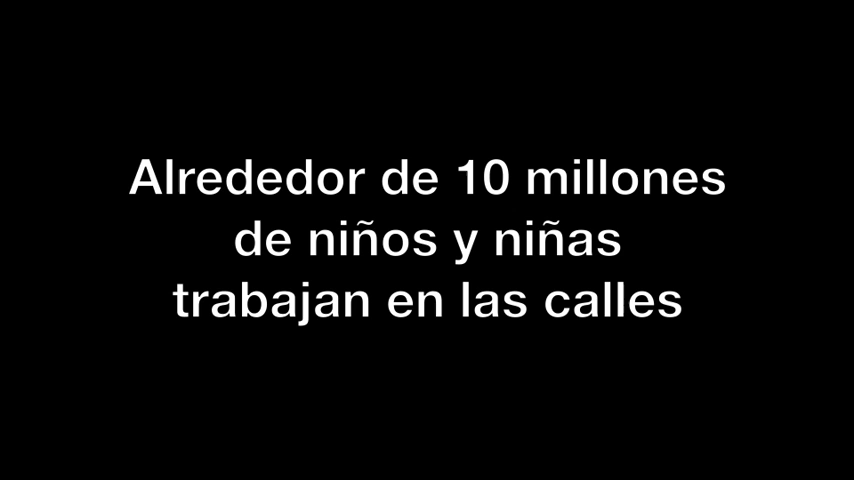 Alrededor de 10 millones
de niños y niñas
trabajan en las calles